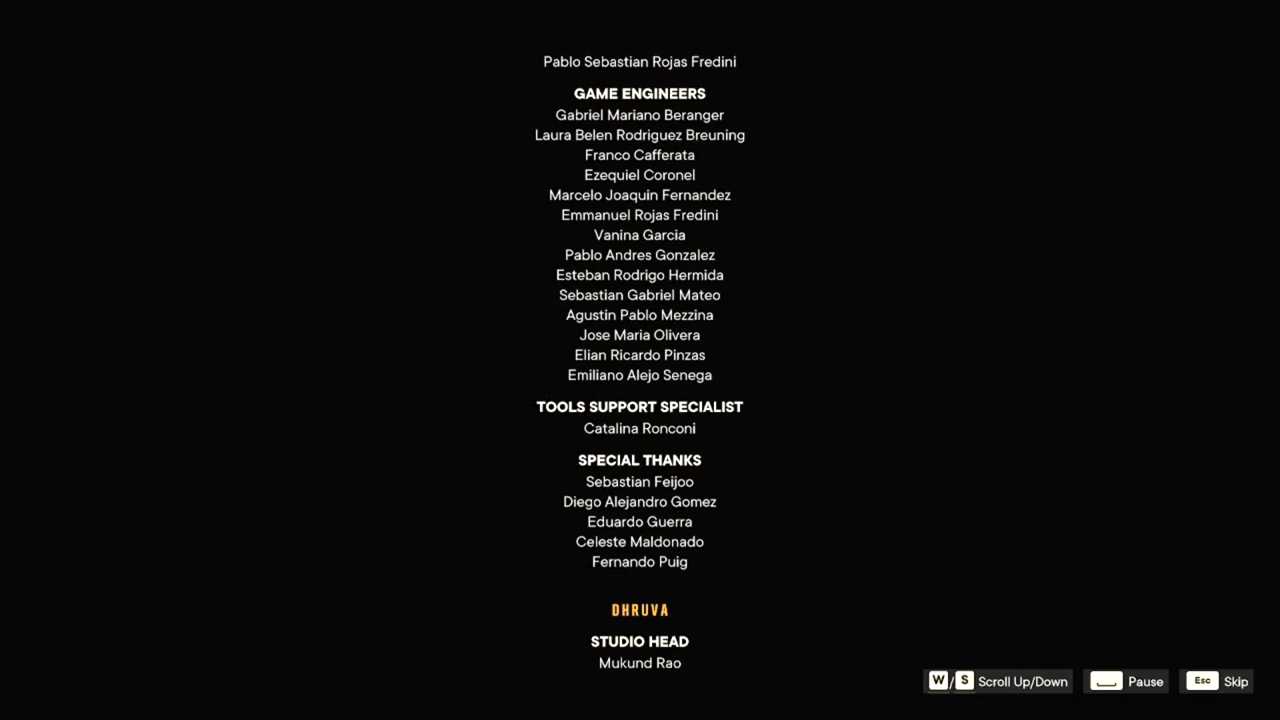 Pablo Sebastian Rojas Fredini
GAME ENGINEERS
Gabriel Mariano Beranger
Laura Belen Rodriguez Breuning
Franco Cafferata
Ezequiel Coronel
Marcelo Joaquin Fernandez
Emmanuel Rojas Fredini
Vanina Garcia
Pablo Andres Gonzalez
Esteban Rodrigo Hermida
Sebastian Gabriel Mateo
Agustin Pablo Mezzina
Jose Maria Olivera
Elian Ricardo Pinzas
Emiliano Alejo Senega
TOOLS SUPPORT SPECIALIST
Catalina Ronconi
SPECIAL THANKS
Sebastian Feijoo
Diego Alejandro Gomez
Eduardo Guerra
Celeste Maldonado
Fernando Puig
DHRUVA
STUDIO HEAD
Mukund Rao
W/S Scroll Up/Down Pause Esc Skip